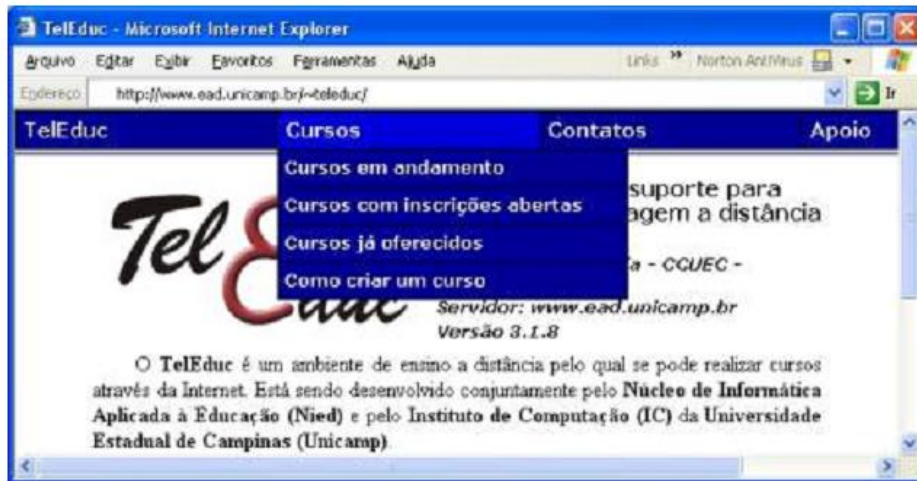 TelEduc - Microsoft Internet Explorer
Arquivo Editar Exibir Favoritos Ferramentas Ajuda Links » Norton AntiVirus
Endereço http://www.ead.unicamp.br/~teleduc/ Ir
TelEduc Cursos Contatos Apoio
Cursos em andamento
Cursos com inscrições abertas
Cursos já oferecidos
Como criar um curso
suporte para
agem a distância
a - CCUEC -
Tel
Educ
Servidor: www.ead.unicamp.br
Versão 3.1.8
O TelEduc é um ambiente de ensino a distância pelo qual se pode realizar cursos
através da Internet. Está sendo desenvolvido conjuntamente pelo Núcleo de Informática
Aplicada à Educação (Nied) e pelo Instituto de Computação (IC) da Universidade
Estadual de Campinas (Unicamp)